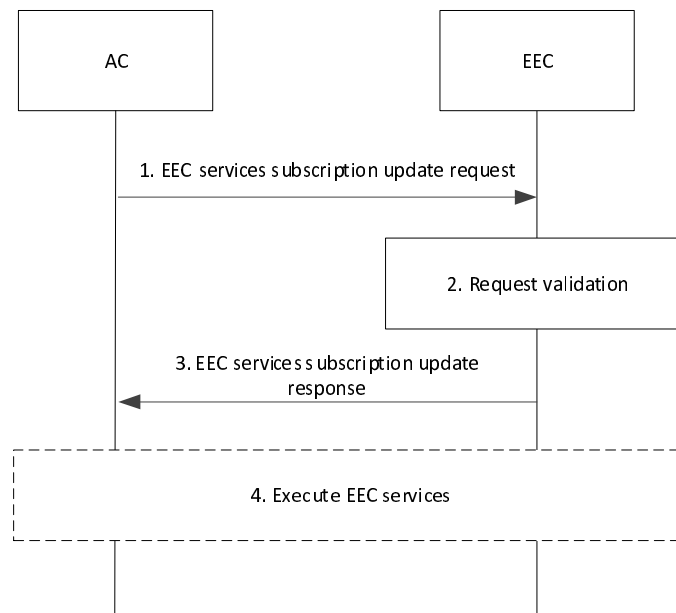 AC
EEC
1. EEC services subscription update request
2. Request validation
3. EEC services subscription update
response
4. Execute EEC services